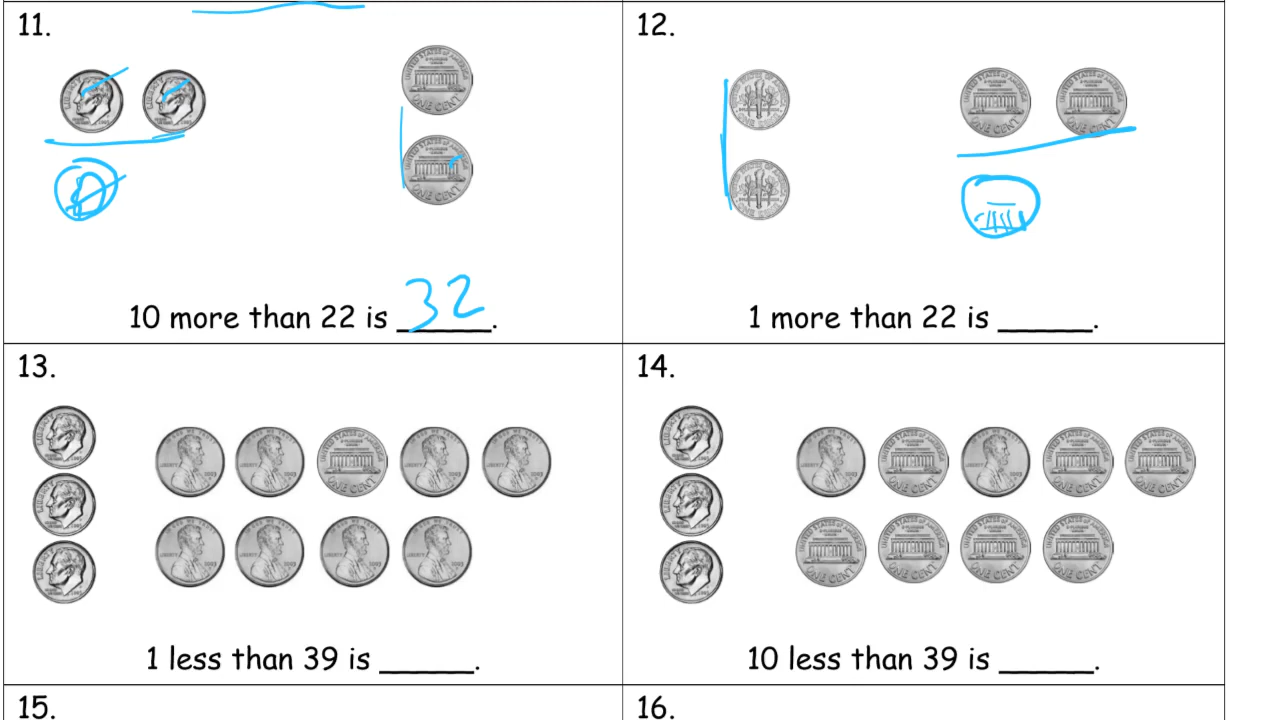 11.
12.
10 more than 22 is 32.
1 more than 22 is ______.
13.
14.
1 less than 39 is ______.
10 less than 39 is ______.
15.
16.